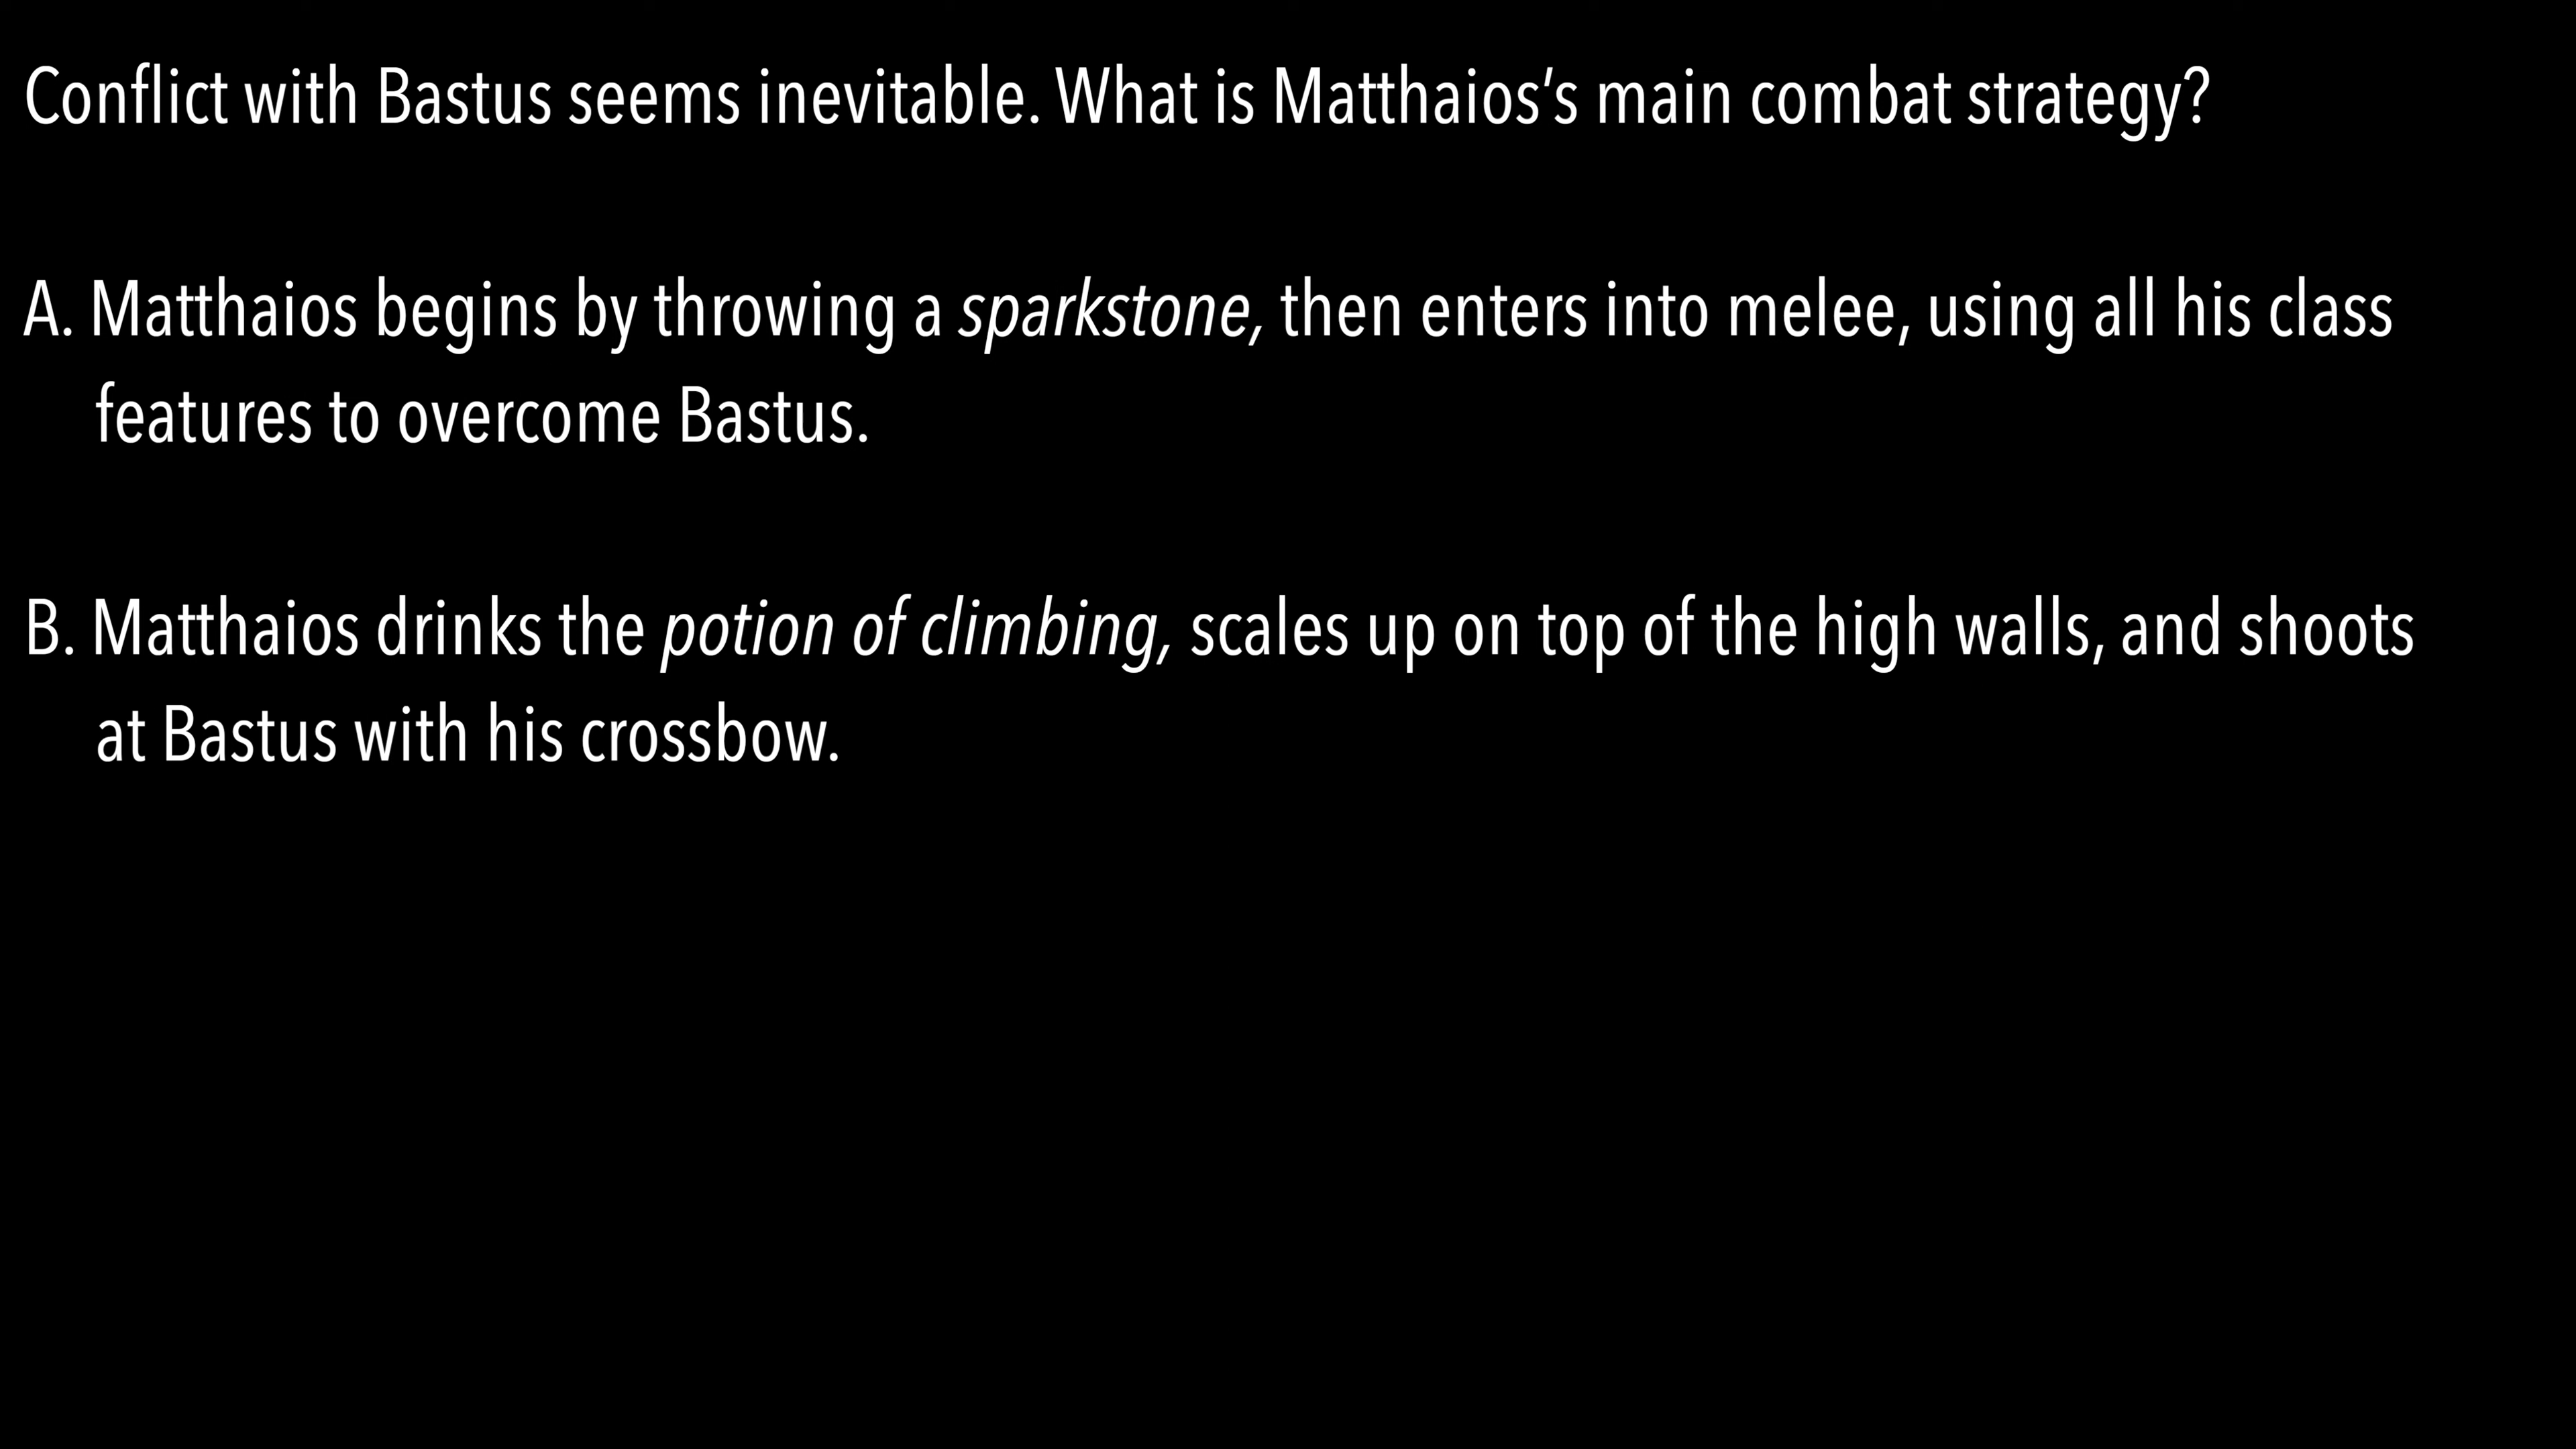 Conflict with Bastus seems inevitable. What is Matthaios‘s main combat strategy?
A. Matthaios begins by throwing a sparkstone, then enters into melee, using all his class
features to overcome Bastus.
B. Matthaios drinks the potion of climbing, scales up on top of the high walls, and shoots
at Bastus with his crossbow.